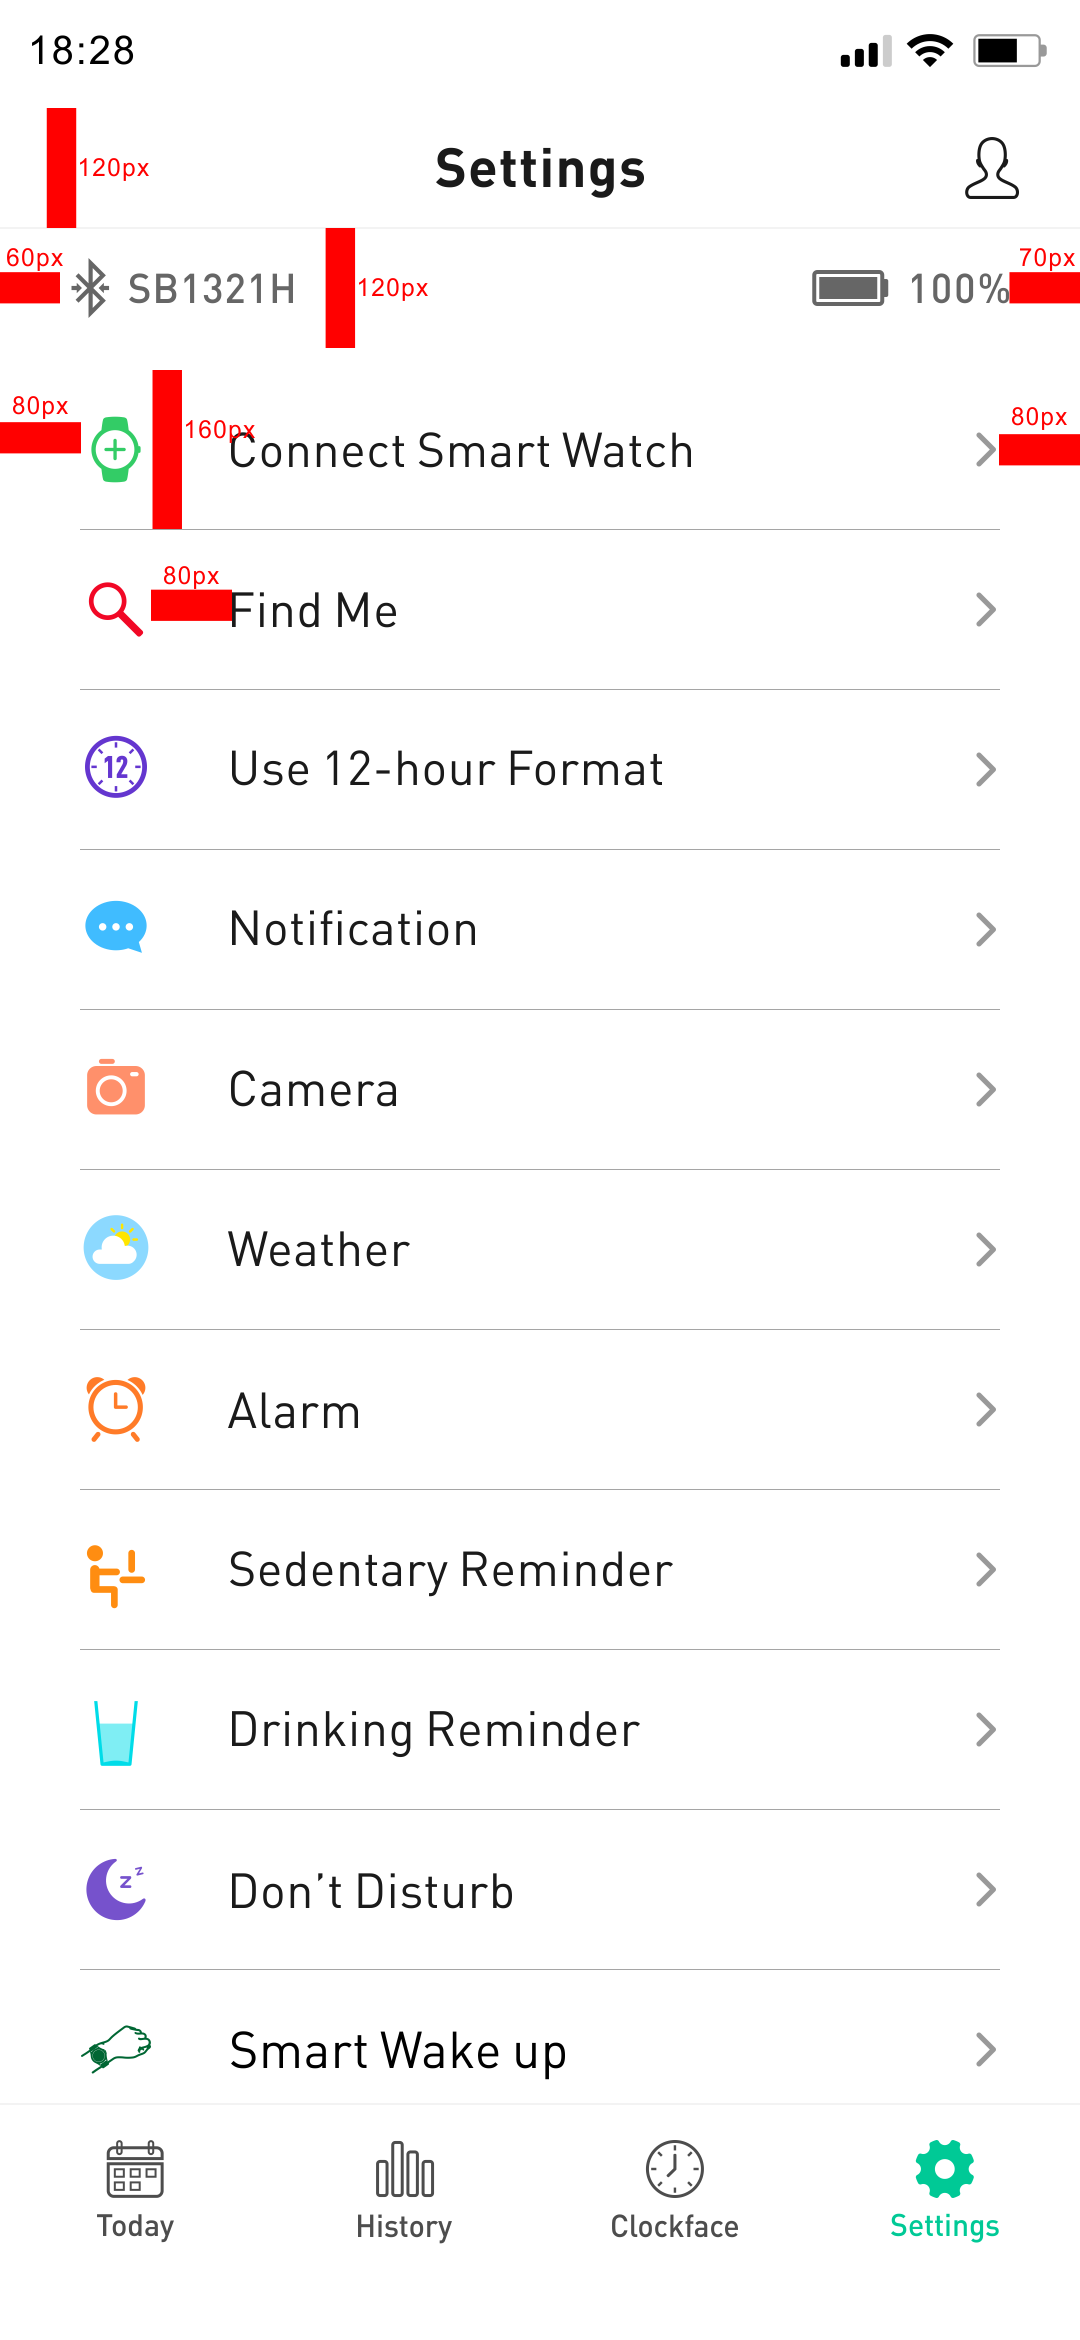 18:28
120px
Settings
60px
SB1321H
120px
100%
70px
80px
160px
Connect Smart Watch
80px
80px
Find Me
12
Use 12-hour Format
Notification
Camera
Weather
Alarm
Sedentary Reminder
Drinking Reminder
z z
Don’t Disturb
Smart Wake up
Today
History
Clockface
Settings